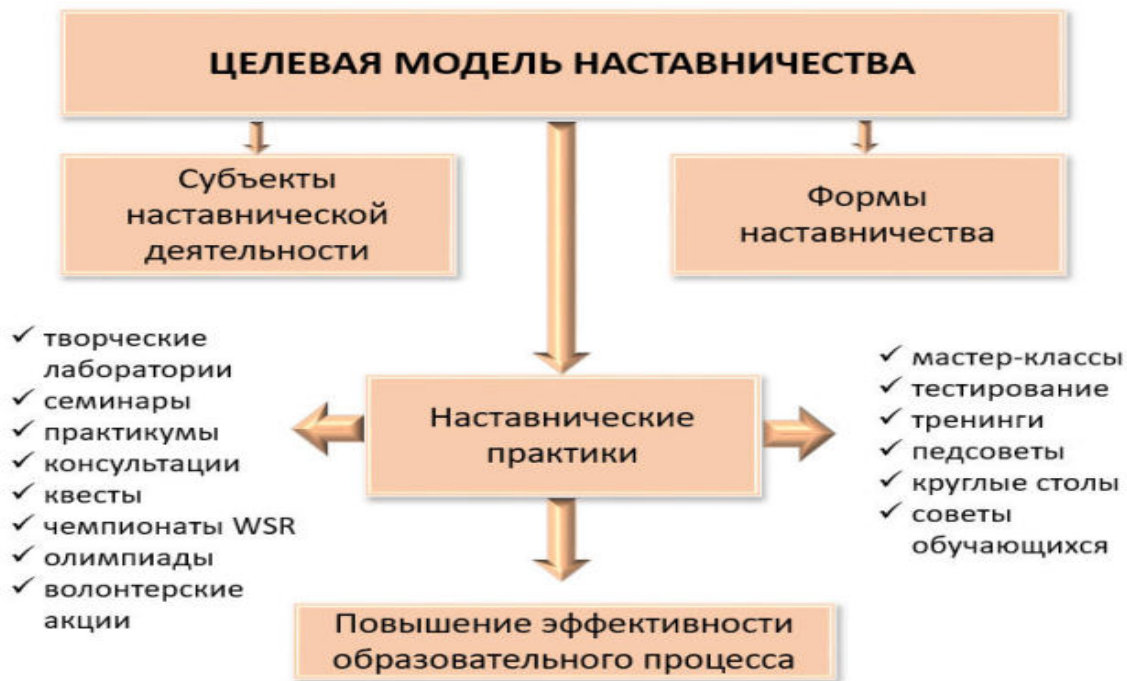 ЦЕЛЕВАЯ МОДЕЛЬ НАСТАВНИЧЕСТВА
Субъекты
наставнической
деятельности
Формы
наставничества
✓ творческие
лаборатории
✓ семинары
✓ практикумы
✓ консультации
✓ квесты
✓ чемпионаты WSR
✓ олимпиады
✓ волонтерские
акции
Наставнические
практики
✓ мастер-классы
✓ тестирование
✓ тренинги
✓ педсоветы
✓ круглые столы
✓ советы
обучающихся
Повышение эффективности
образовательного процесса